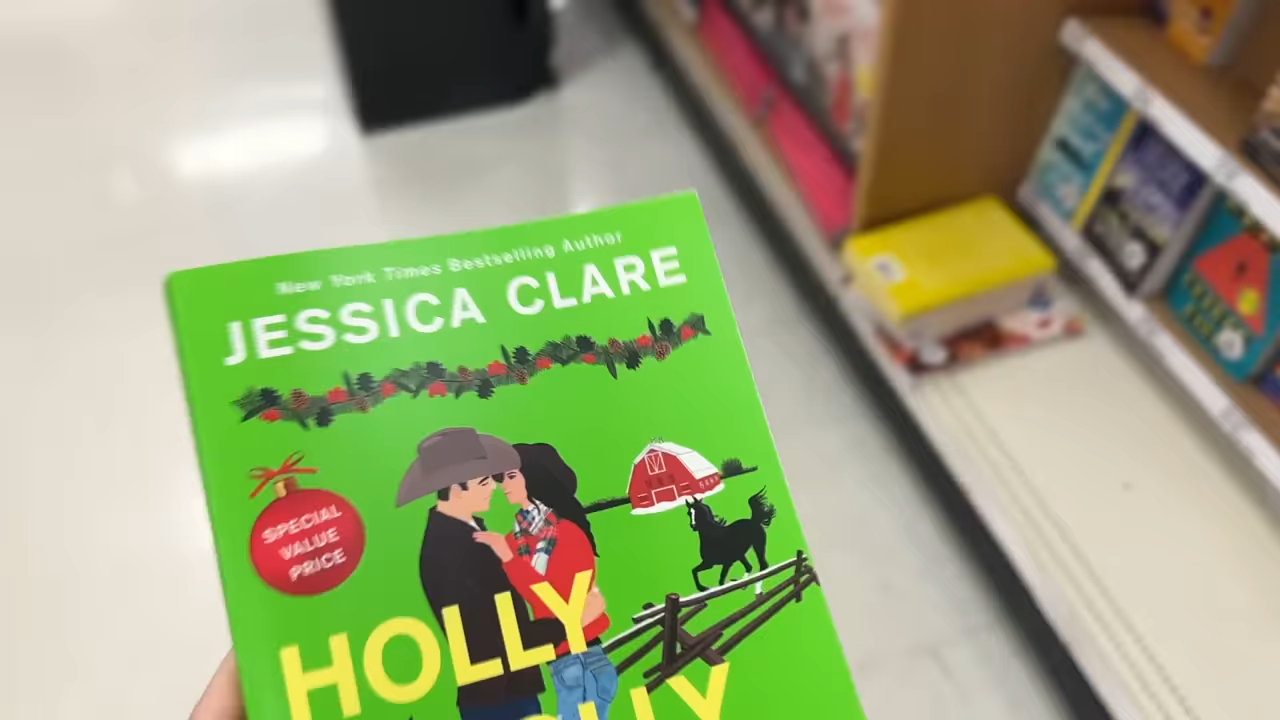 New York Times Bestselling Author
JESSICA CLARE
SPECIAL
VALUE
PRICE
HOLLY